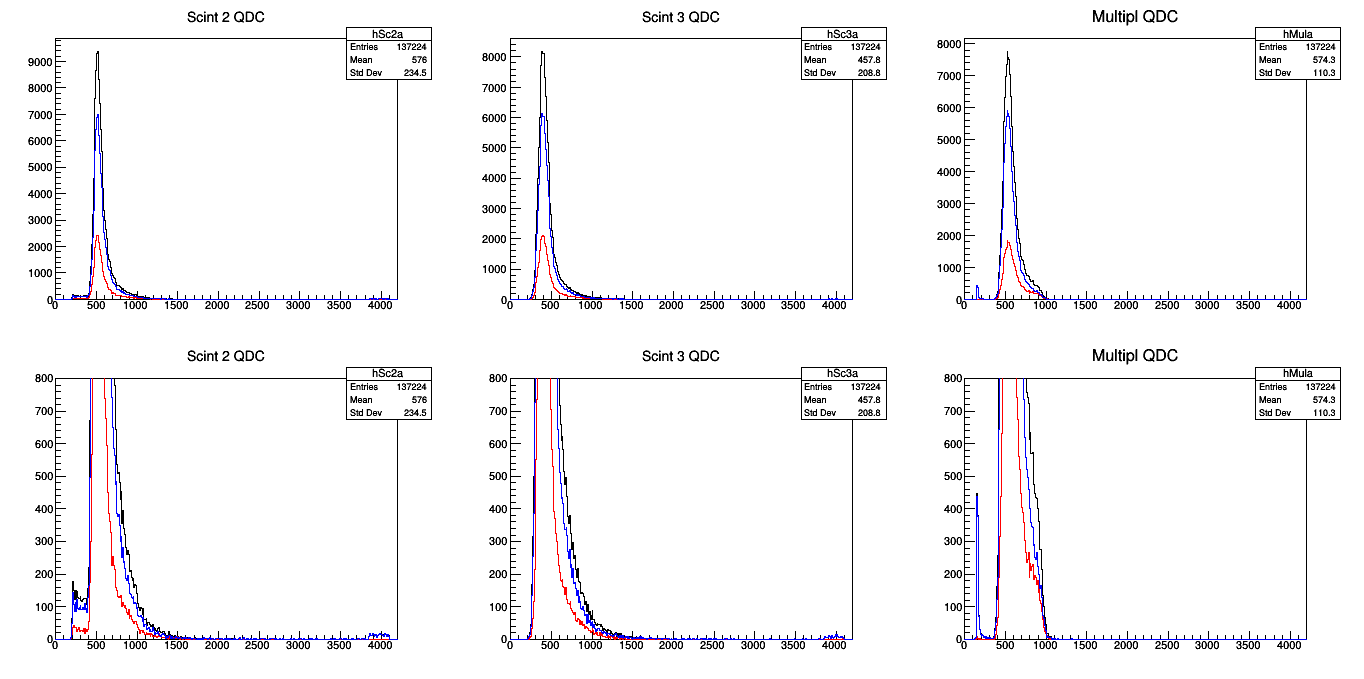 Scint 2 QDC
hSc2a
Entries 137224
Mean 576
Std Dev 234.5
9000
8000
7000
6000
5000
4000
3000
2000
1000
0
0 500 1000 1500 2000 2500 3000 3500 4000
Scint 3 QDC
hSc3a
Entries 137224
Mean 457.8
Std Dev 208.8
8000
7000
6000
5000
4000
3000
2000
1000
0
0 500 1000 1500 2000 2500 3000 3500 4000
Multipl QDC
hMula
Entries 137224
Mean 574.3
Std Dev 110.3
8000
7000
6000
5000
4000
3000
2000
1000
0
0 500 1000 1500 2000 2500 3000 3500 4000
Scint 2 QDC
hSc2a
Entries 137224
Mean 576
Std Dev 234.5
800
700
600
500
400
300
200
100
0
0 500 1000 1500 2000 2500 3000 3500 4000
Scint 3 QDC
hSc3a
Entries 137224
Mean 457.8
Std Dev 208.8
800
700
600
500
400
300
200
100
0
0 500 1000 1500 2000 2500 3000 3500 4000
Multipl QDC
hMula
Entries 137224
Mean 574.3
Std Dev 110.3
800
700
600
500
400
300
200
100
0
0 500 1000 1500 2000 2500 3000 3500 4000